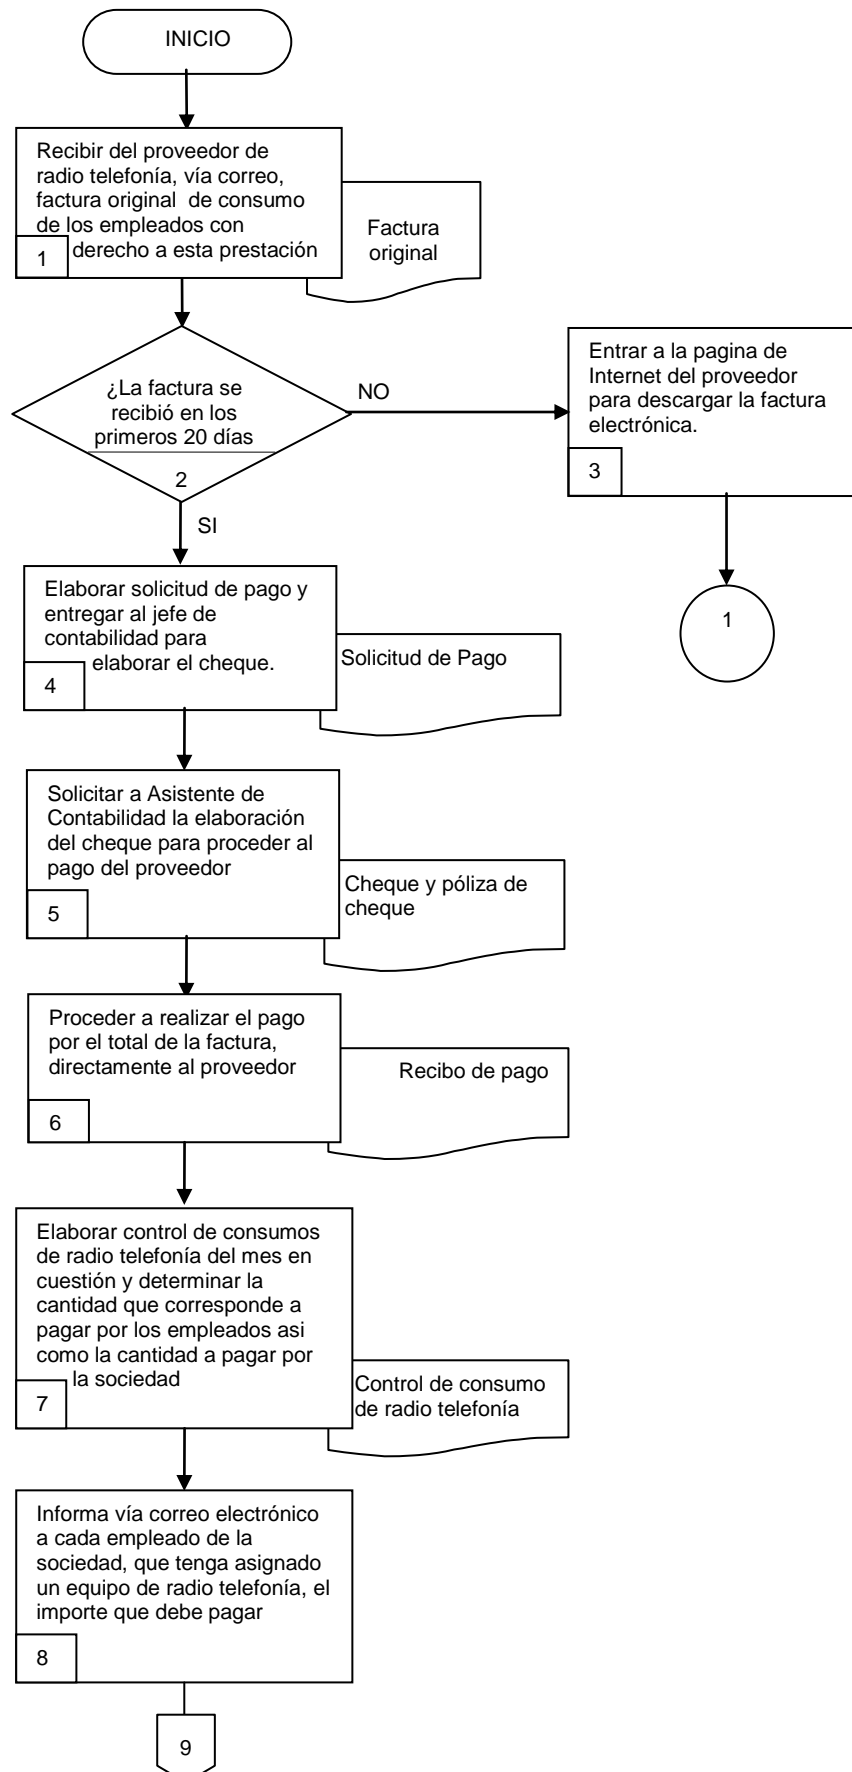 INICIO
Recibir del proveedor de
radio telefonía, vía correo,
factura original de consumo
de los empleados con
derecho a esta prestación
1
Factura
original
¿La factura se
recibió en los
primeros 20 días
2
NO
SI
Entrar a la pagina de
Internet del proveedor
para descargar la factura
electrónica.
3
1
Elaborar solicitud de pago y
entregar al jefe de
contabilidad para
elaborar el cheque.
4
Solicitud de Pago
Solicitar a Asistente de
Contabilidad la elaboración
del cheque para proceder al
pago del proveedor
5
Cheque y póliza de
cheque
Proceder a realizar el pago
por el total de la factura,
directamente al proveedor
6
Recibo de pago
Elaborar control de consumos
de radio telefonía del mes en
cuestión y determinar la
cantidad que corresponde a
pagar por los empleados asi
como la cantidad a pagar por
la sociedad
7
Control de consumo
de radio telefonía
Informa vía correo electrónico
a cada empleado de la
sociedad, que tenga asignado
un equipo de radio telefonía, el
importe que debe pagar
8
9